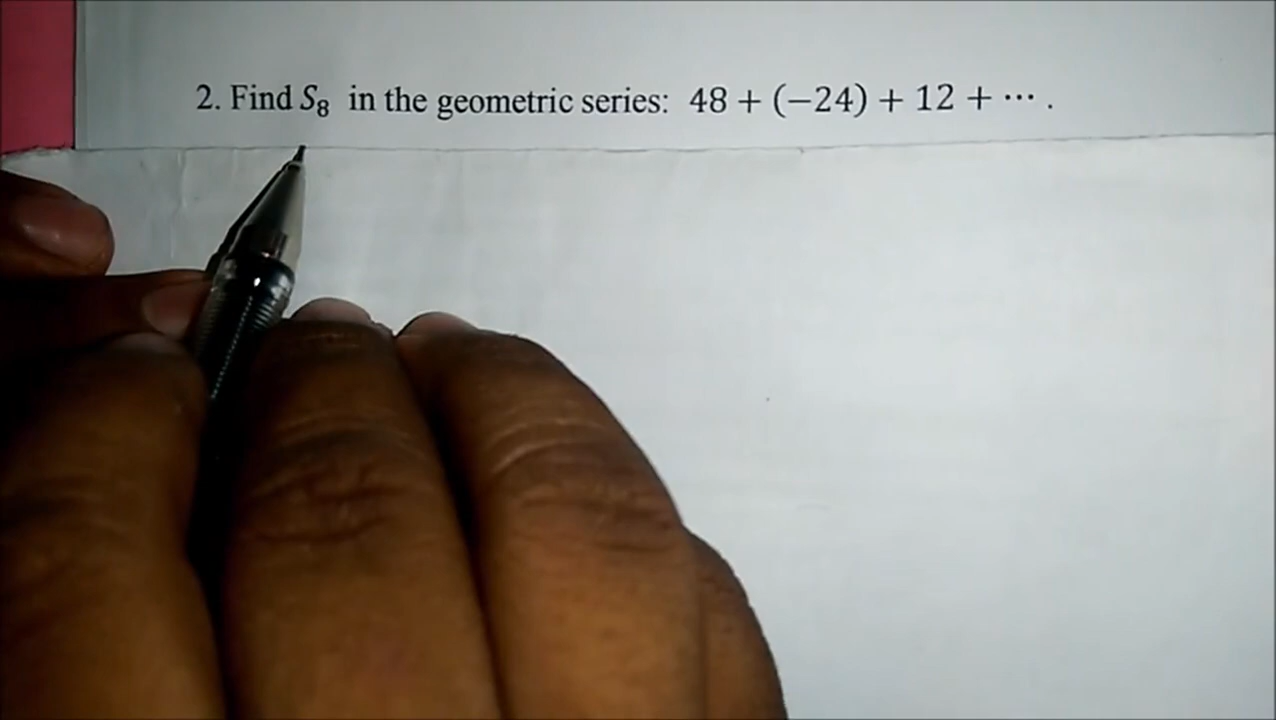 2. Find S₈ in the geometric series: 48 + (−24) + 12 + ⋯ .